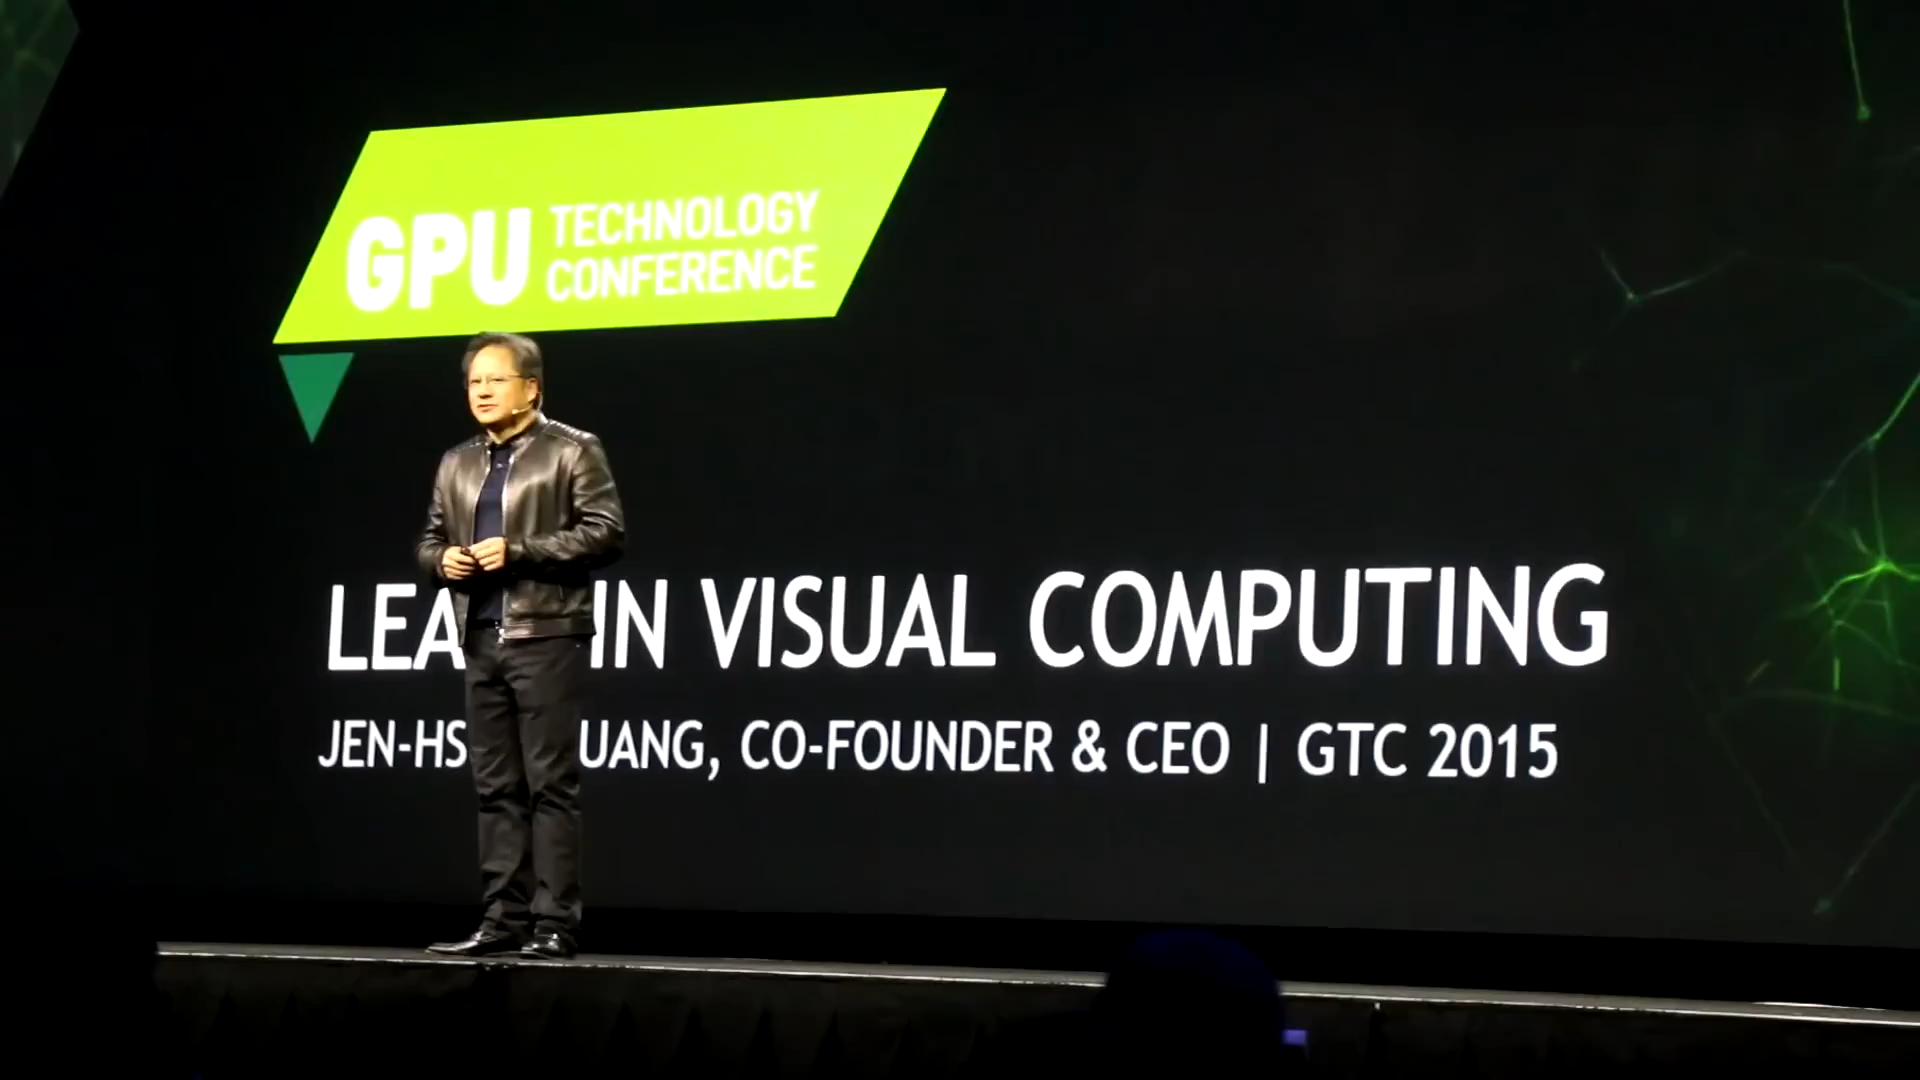 GPU TECHNOLOGY
CONFERENCE
LEA IN VISUAL COMPUTING
JEN-HS UANG, CO-FOUNDER & CEO | GTC 2015